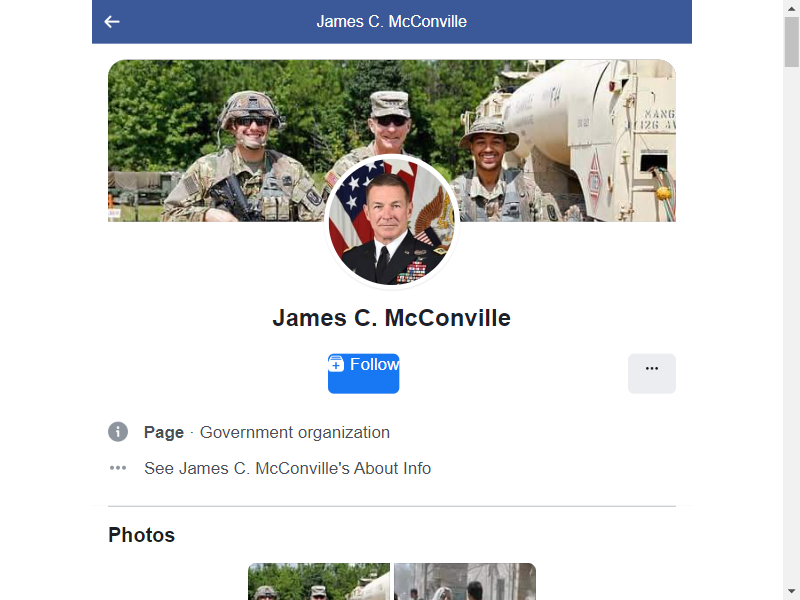 James C. McConville
James C. McConville
Follow
Page · Government organization
See James C. McConville's About Info
Photos